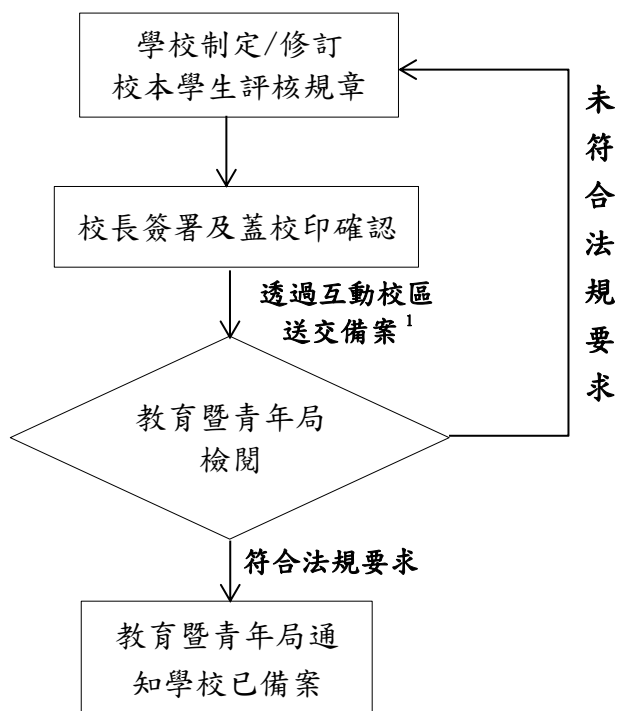 學校制定/修訂
校本學生評核規章
校長簽署及蓋校印確認
透過互動校區
送交備案 1
教育暨青年局
檢閱
未符合法規要求
符合法規要求
教育暨青年局通
知學校已備案